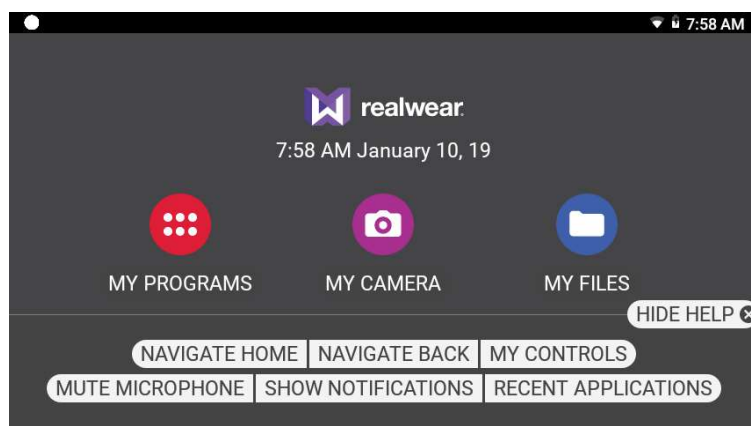 7:58 AM
realwear.
7:58 AM January 10, 19
MY PROGRAMS MY CAMERA MY FILES
HIDE HELP
NAVIGATE HOME NAVIGATE BACK MY CONTROLS
MUTE MICROPHONE SHOW NOTIFICATIONS RECENT APPLICATIONS